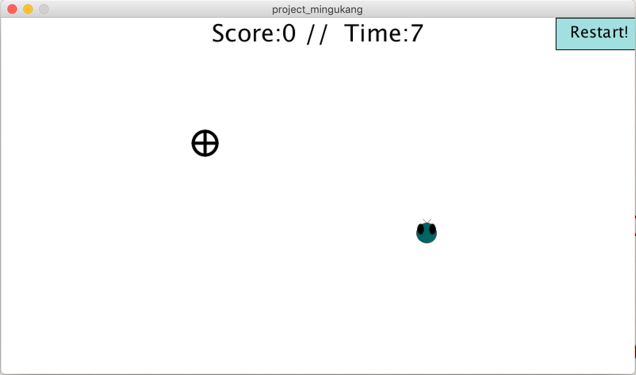 project_mingukang
Score:0 //  Time:7
Restart!